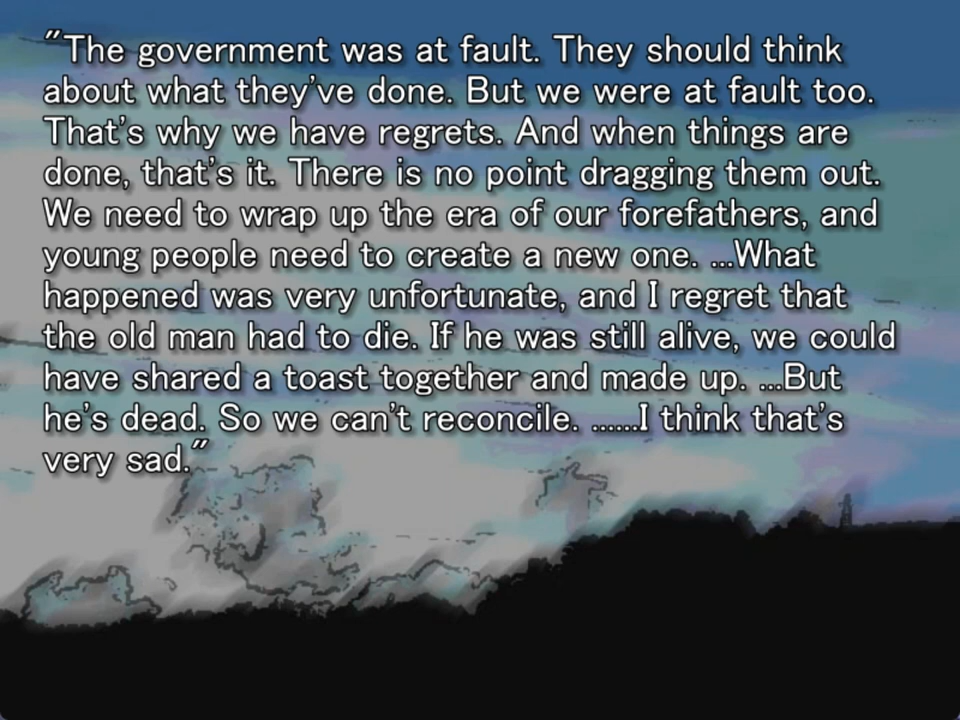 "The government was at fault. They should think
about what they've done. But we were at fault too.
That's why we have regrets. And when things are
done, that's it. There is no point dragging them out.
We need to wrap up the era of our forefathers, and
young people need to create a new one. ...What
happened was very unfortunate, and I regret that
the old man had to die. If he was still alive, we could
have shared a toast together and made up. ...But
he's dead. So we can't reconcile. ......I think that's
very sad."